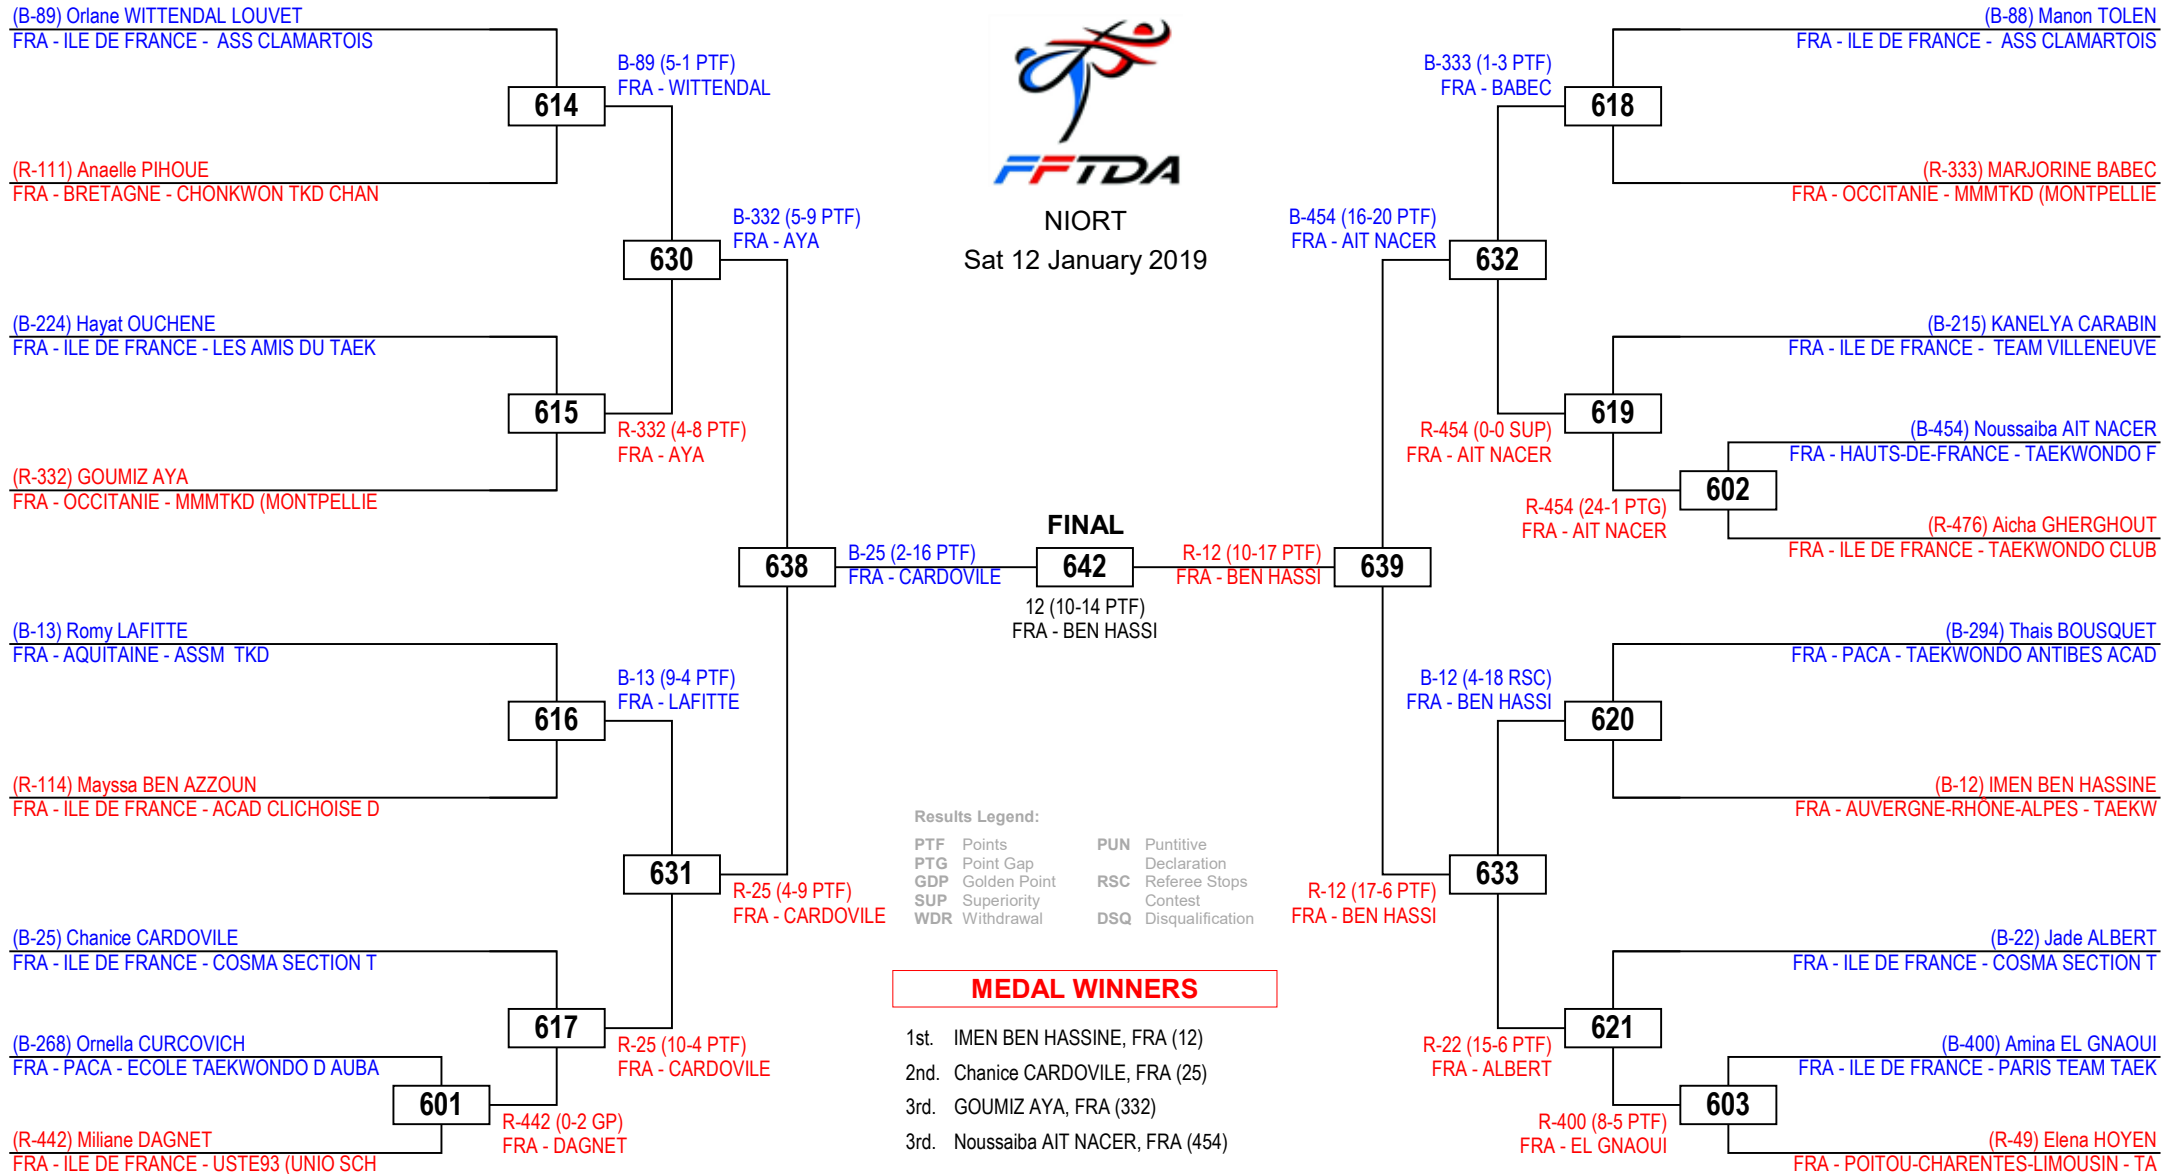 (B-89) Orlane WITTENDAL LOUVET
FRA - ILE DE FRANCE - ASS CLAMARTOIS
B-89 (5-1 PTF)
FRA - WITTENDAL
614
(R-111) Anaelle PIHOUE
FRA - BRETAGNE - CHONKWON TKD CHAN
B-332 (5-9 PTF)
FRA - AYA
630
(B-224) Hayat OUCHENE
FRA - ILE DE FRANCE - LES AMIS DU TAEK
615
R-332 (4-8 PTF)
FRA - AYA
(R-332) GOUMIZ AYA
FRA - OCCITANIE - MMMTKD (MONTPELLIE
638
B-25 (2-16 PTF)
FRA - CARDOVILE
(B-13) Romy LAFITTE
FRA - AQUITAINE - ASSM TKD
B-13 (9-4 PTF)
FRA - LAFITTE
616
(R-114) Mayssa BEN AZZOUN
FRA - ILE DE FRANCE - ACAD CLICHOISE D
631
R-25 (4-9 PTF)
FRA - CARDOVILE
(B-25) Chanice CARDOVILE
FRA - ILE DE FRANCE - COSMA SECTION T
617
R-25 (10-4 PTF)
FRA - CARDOVILE
(B-268) Ornella CURCOVICH
FRA - PACA - ECOLE TAEKWONDO D AUBA
601
R-442 (0-2 GP)
FRA - DAGNET
(R-442) Miliane DAGNET
FRA - ILE DE FRANCE - USTE93 (UNIO SCH
FFTDA
NIORT
Sat 12 January 2019
FINAL
642
12 (10-14 PTF)
FRA - BEN HASSI
Results Legend:
PTF Points
PTG Point Gap
GDP Golden Point
SUP Superiority
WDR Withdrawal
PUN Puntitive
Declaration
RSC Referee Stops
Contest
DSQ Disqualification
MEDAL WINNERS
1st. IMEN BEN HASSINE, FRA (12)
2nd. Chanice CARDOVILE, FRA (25)
3rd. GOUMIZ AYA, FRA (332)
3rd. Noussaiba AIT NACER, FRA (454)
(B-88) Manon TOLEN
FRA - ILE DE FRANCE - ASS CLAMARTOIS
B-333 (1-3 PTF)
FRA - BABEC
618
(R-333) MARJORINE BABEC
FRA - OCCITANIE - MMMTKD (MONTPELLIE
B-454 (16-20 PTF)
FRA - AIT NACER
632
(B-215) KANELYA CARABIN
FRA - ILE DE FRANCE - TEAM VILLENEUVE
619
R-454 (0-0 SUP)
FRA - AIT NACER
(B-454) Noussaiba AIT NACER
FRA - HAUTS-DE-FRANCE - TAEKWONDO F
602
R-454 (24-1 PTG)
FRA - AIT NACER
(R-476) Aicha GHERGHOUT
FRA - ILE DE FRANCE - TAEKWONDO CLUB
R-12 (10-17 PTF)
FRA - BEN HASSI
639
(B-294) Thais BOUSQUET
FRA - PACA - TAEKWONDO ANTIBES ACAD
B-12 (4-18 RSC)
FRA - BEN HASSI
620
(B-12) IMEN BEN HASSINE
FRA - AUVERGNE-RHÔNE-ALPES - TAEKW
633
R-12 (17-6 PTF)
FRA - BEN HASSI
(B-22) Jade ALBERT
FRA - ILE DE FRANCE - COSMA SECTION T
621
R-22 (15-6 PTF)
FRA - ALBERT
(B-400) Amina EL GNAOUI
FRA - ILE DE FRANCE - PARIS TEAM TAEK
603
R-400 (8-5 PTF)
FRA - EL GNAOUI
(R-49) Elena HOYEN
FRA - POITOU-CHARENTES-LIMOUSIN - TA